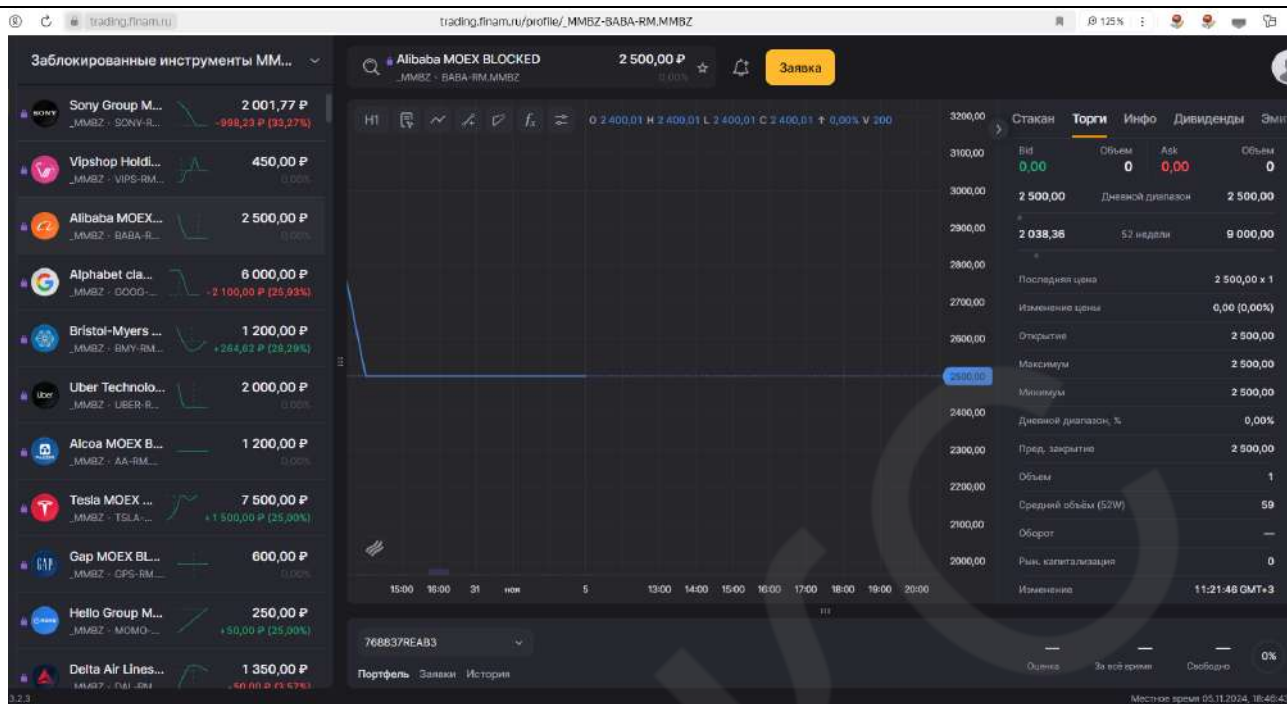 trading.finam.ru
trading.finam.ru/profile/_MMBZ-BABA-RM.MMBZ
125 %
Заблокированные инструменты MM...
Sony Group M...
2 001,77 ₽
_MMBZ · SONY-R...
-998,23 ₽ (33,27%)
Vipshop Holdi...
450,00 ₽
_MMBZ · VIPS-RM...
0,00%
Alibaba MOEX...
2 500,00 ₽
_MMBZ · BABA-R...
0,00%
Alphabet cla...
6 000,00 ₽
_MMBZ · GOOG-...
-2 100,00 ₽ (25,93%)
Bristol-Myers ...
1 200,00 ₽
_MMBZ · BMY-RM...
+264,62 ₽ (28,29%)
Uber
Uber Technolo...
2 000,00 ₽
_MMBZ · UBER-R...
0,00%
Alcoa MOEX B...
1 200,00 ₽
_MMBZ · AA-RM....
0,00%
Tesla MOEX ...
7 500,00 ₽
_MMBZ · TSLA-...
+1 500,00 ₽ (25,00%)
GAP
Gap MOEX BL...
600,00 ₽
_MMBZ · GPS-RM....
0,00%
Hello Group M...
250,00 ₽
_MMBZ · MOMO-...
+50,00 ₽ (25,00%)
Delta Air Lines...
1 350,00 ₽
_MMBZ · DAL-RM
-50,00 ₽ (3,57%)
3.2.3
Alibaba MOEX BLOCKED
2 500,00 ₽
_MMBZ · BABA-RM.MMBZ
0,00%
Заявка
H1
O 2 400,01 H 2 400,01 L 2 400,01 C 2 400,01 0,00% V 200
3200,00
3100,00
3000,00
2900,00
2800,00
2700,00
2600,00
2500,00
2400,00
2300,00
2200,00
2100,00
2000,00
15:00 16:00 31 ноя 5 13:00 14:00 15:00 16:00 17:00 18:00 19:00 20:00
Стакан Торги Инфо Дивиденды
Bid Объем Ask Объем
0,00 0 0,00 0
2 500,00 Дневной диапазон 2 500,00
2 038,36 52 недели 9 000,00
Последняя цена 2 500,00 x 1
Изменение цены 0,00 (0,00%)
Открытие 2 500,00
Максимум 2 500,00
Минимум 2 500,00
Дневной диапазон, % 0,00%
Пред. закрытие 2 500,00
Объем 1
Средний объём (52W) 59
Оборот —
Рын. капитализация 0
Изменение 11:21:46 GMT+3
768837REAB3
Портфель Заявки История
— — —
Оценка За всё время Свободно
0%
Местное время 05.11.2024, 18:46:4